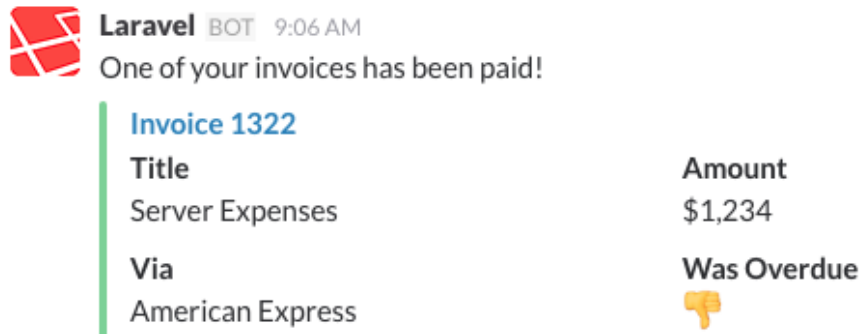 Laravel BOT 9:06 AM
One of your invoices has been paid!
Invoice 1322
Title Amount
Server Expenses $1,234
Via Was Overdue
American Express 👎